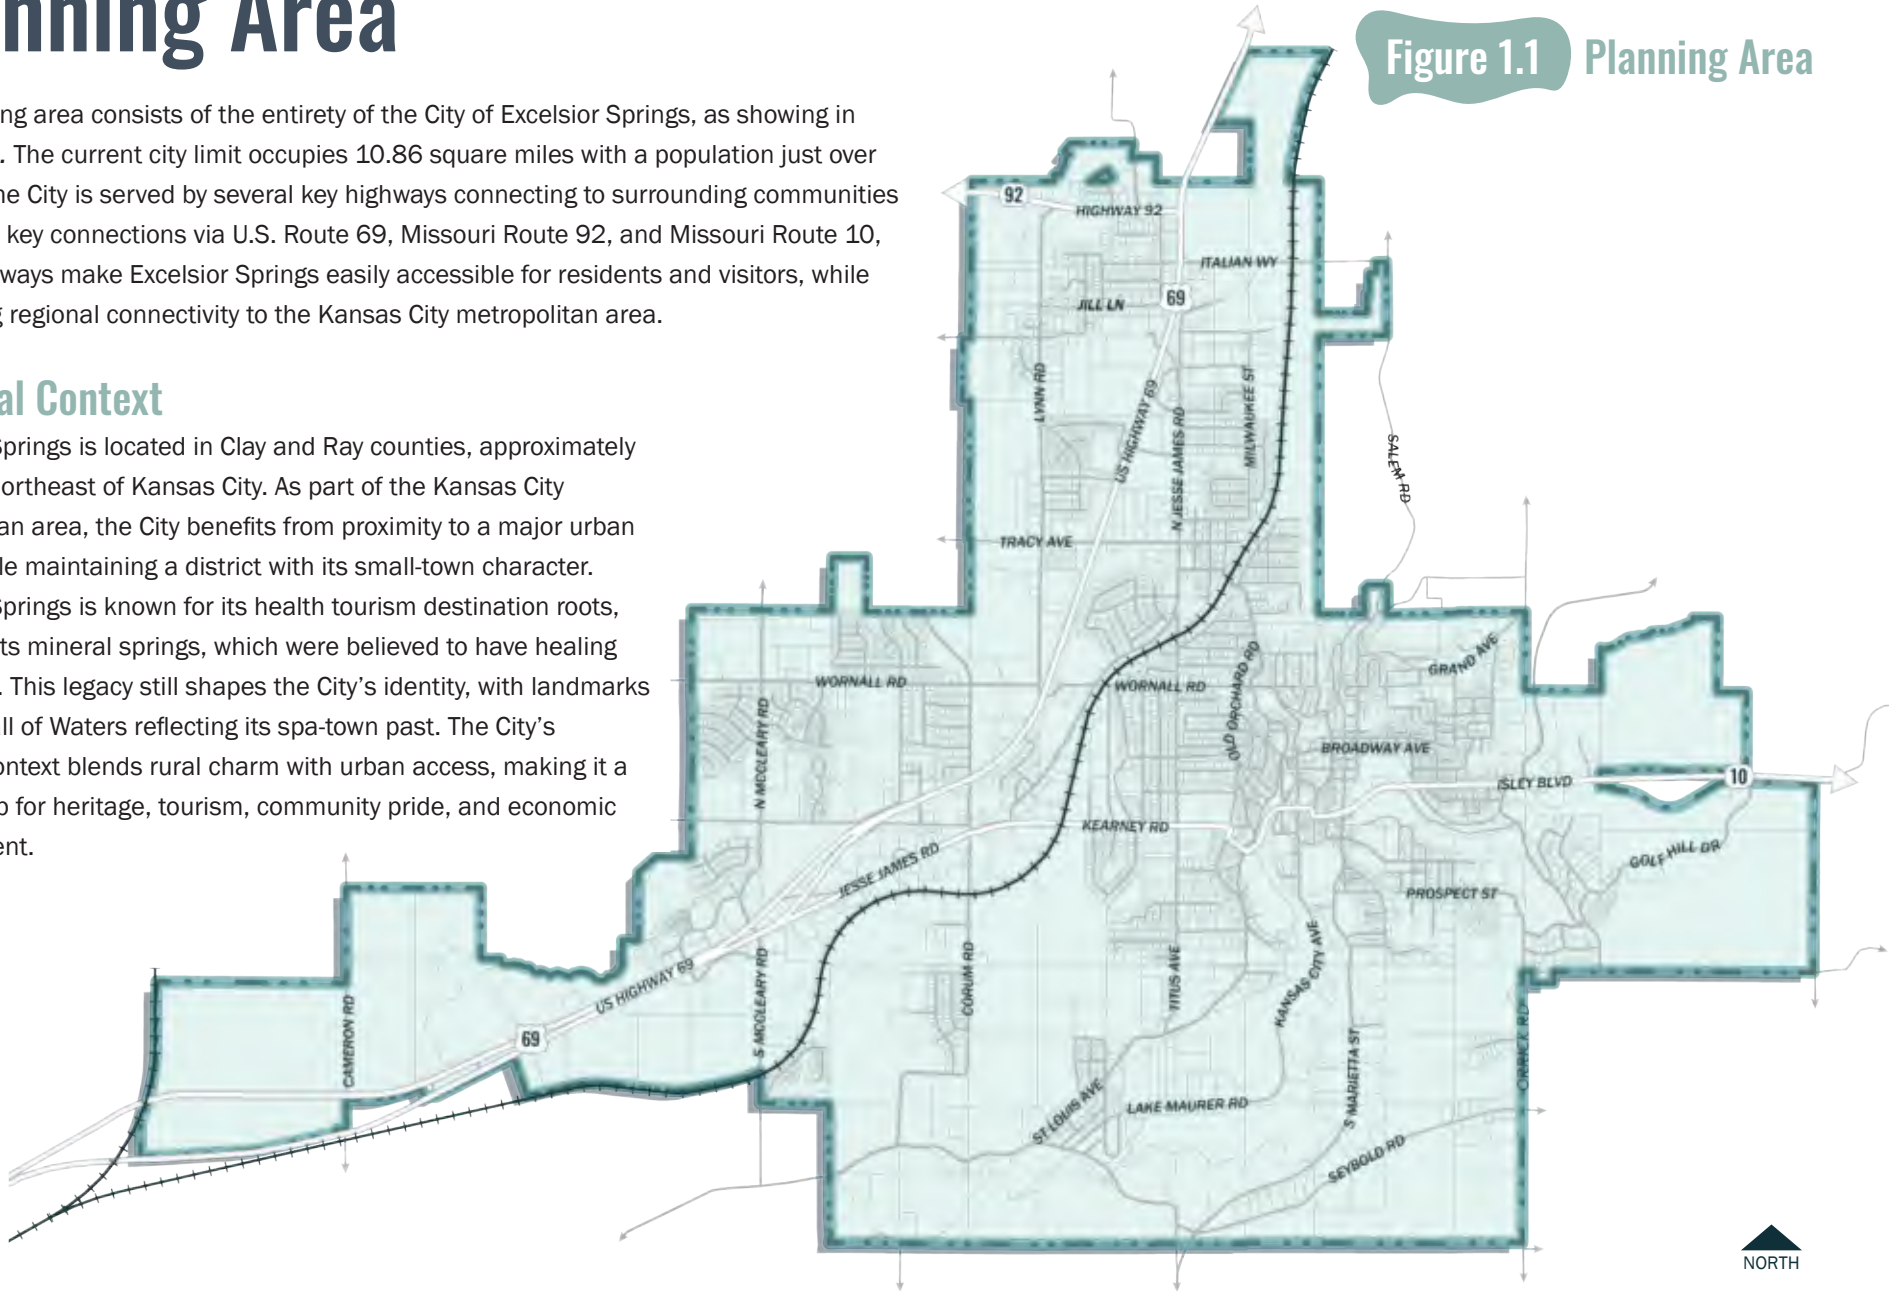 nning Area
ng area consists of the entirety of the City of Excelsior Springs, as showing in
. The current city limit occupies 10.86 square miles with a population just over
he City is served by several key highways connecting to surrounding communities
key connections via U.S. Route 69, Missouri Route 92, and Missouri Route 10,
ways make Excelsior Springs easily accessible for residents and visitors, while
g regional connectivity to the Kansas City metropolitan area.
al Context
Springs is located in Clay and Ray counties, approximately
ortheast of Kansas City. As part of the Kansas City
an area, the City benefits from proximity to a major urban
le maintaining a district with its small-town character.
Springs is known for its health tourism destination roots,
ts mineral springs, which were believed to have healing
. This legacy still shapes the City's identity, with landmarks
ll of Waters reflecting its spa-town past. The City's
ontext blends rural charm with urban access, making it a
b for heritage, tourism, community pride, and economic
ent.
Figure 1.1 Planning Area
92
HIGHWAY 92
ITALIAN WY
69
JILL LN
LYNN RD
US HIGHWAY 69
N JESSE JAMES RD
MILWAUKEE ST
SALEM RD
TRACY AVE
WORNALL RD
WORNALL RD
OLD ORCHARD RD
GRAND AVE
N MCCLEARY RD
BROADWAY AVE
ISLEY BLVD
10
KEARNEY RD
JESSE JAMES RD
GOLF HILL DR
PROSPECT ST
US HIGHWAY 69
S MCCLEARY RD
CORUM RD
TITUS AVE
KANSAS CITY AVE
CAMERON RD
69
S MARIETTA ST
ORRICK RD
ST LOUIS AVE
LAKE MAURER RD
SEYBOLD RD
NORTH